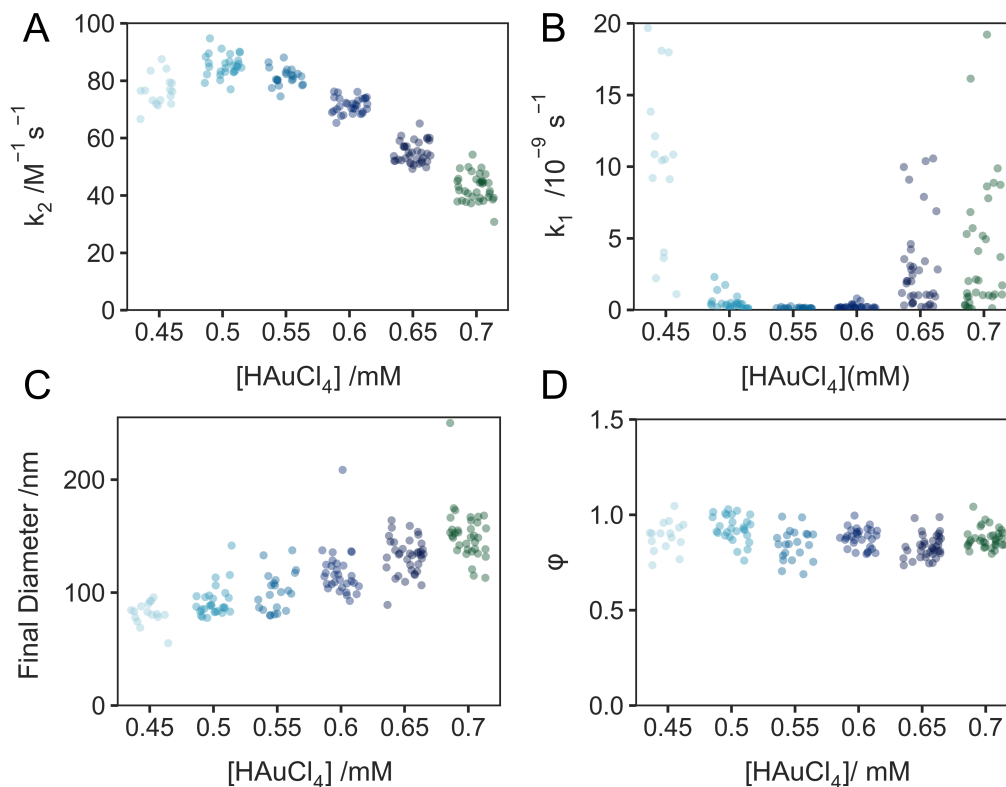 A
k₂ /M⁻¹ s⁻¹
100
80
60
40
20
0
0.45 0.5 0.55 0.6 0.65 0.7
[HAuCl₄] /mM
B
k₁ /10⁻⁹ s⁻¹
20
15
10
5
0
0.45 0.5 0.55 0.6 0.65 0.7
[HAuCl₄](mM)
C
Final Diameter /nm
200
100
0
0.45 0.5 0.55 0.6 0.65 0.7
[HAuCl₄] /mM
D
φ
1.5
1.0
0.5
0.0
0.45 0.5 0.55 0.6 0.65 0.7
[HAuCl₄]/ mM